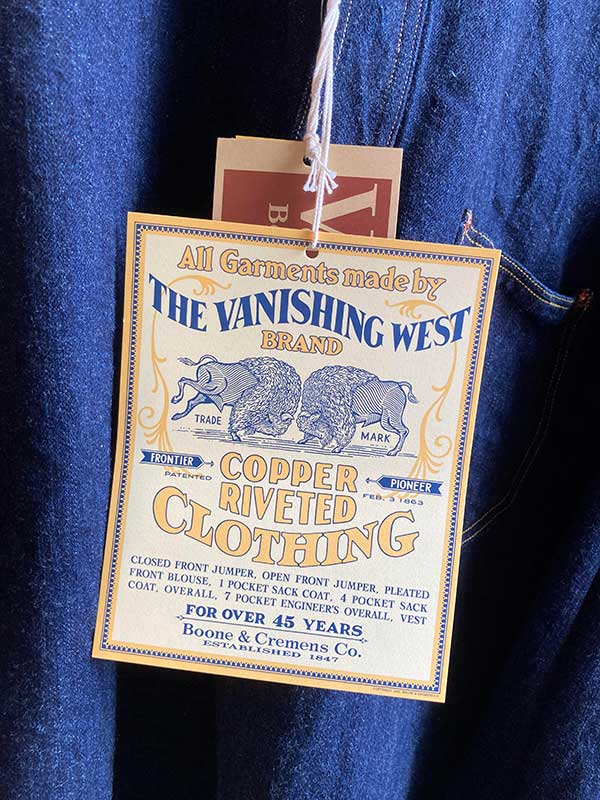 V
B
All Garments made by
THE VANISHING WEST
BRAND
TRADE MARK
FRONTIER
PATENTED
COPPER
RIVETED
PIONEER
FEB. 3 1863
CLOTHING
CLOSED FRONT JUMPER, OPEN FRONT JUMPER, PLEATED
FRONT BLOUSE, 1 POCKET SACK COAT, 4 POCKET SACK
COAT, OVERALL, 7 POCKET ENGINEER'S OVERALL, VEST
FOR OVER 45 YEARS
Boone & Cremens Co.
ESTABLISHED 1847